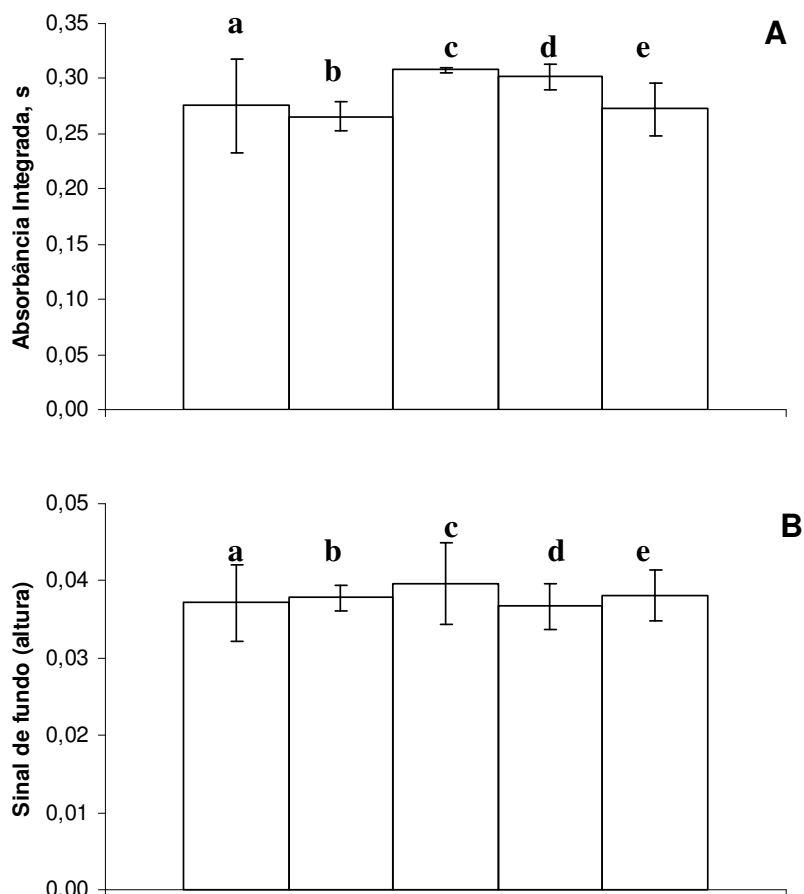 A
Absorbância Integrada, s
0,35
0,30
0,25
0,20
0,15
0,10
0,05
0,00
a
b
c
d
e
B
Sinal de fundo (altura)
0,05
0,04
0,03
0,02
0,01
0,00
a
b
c
d
e